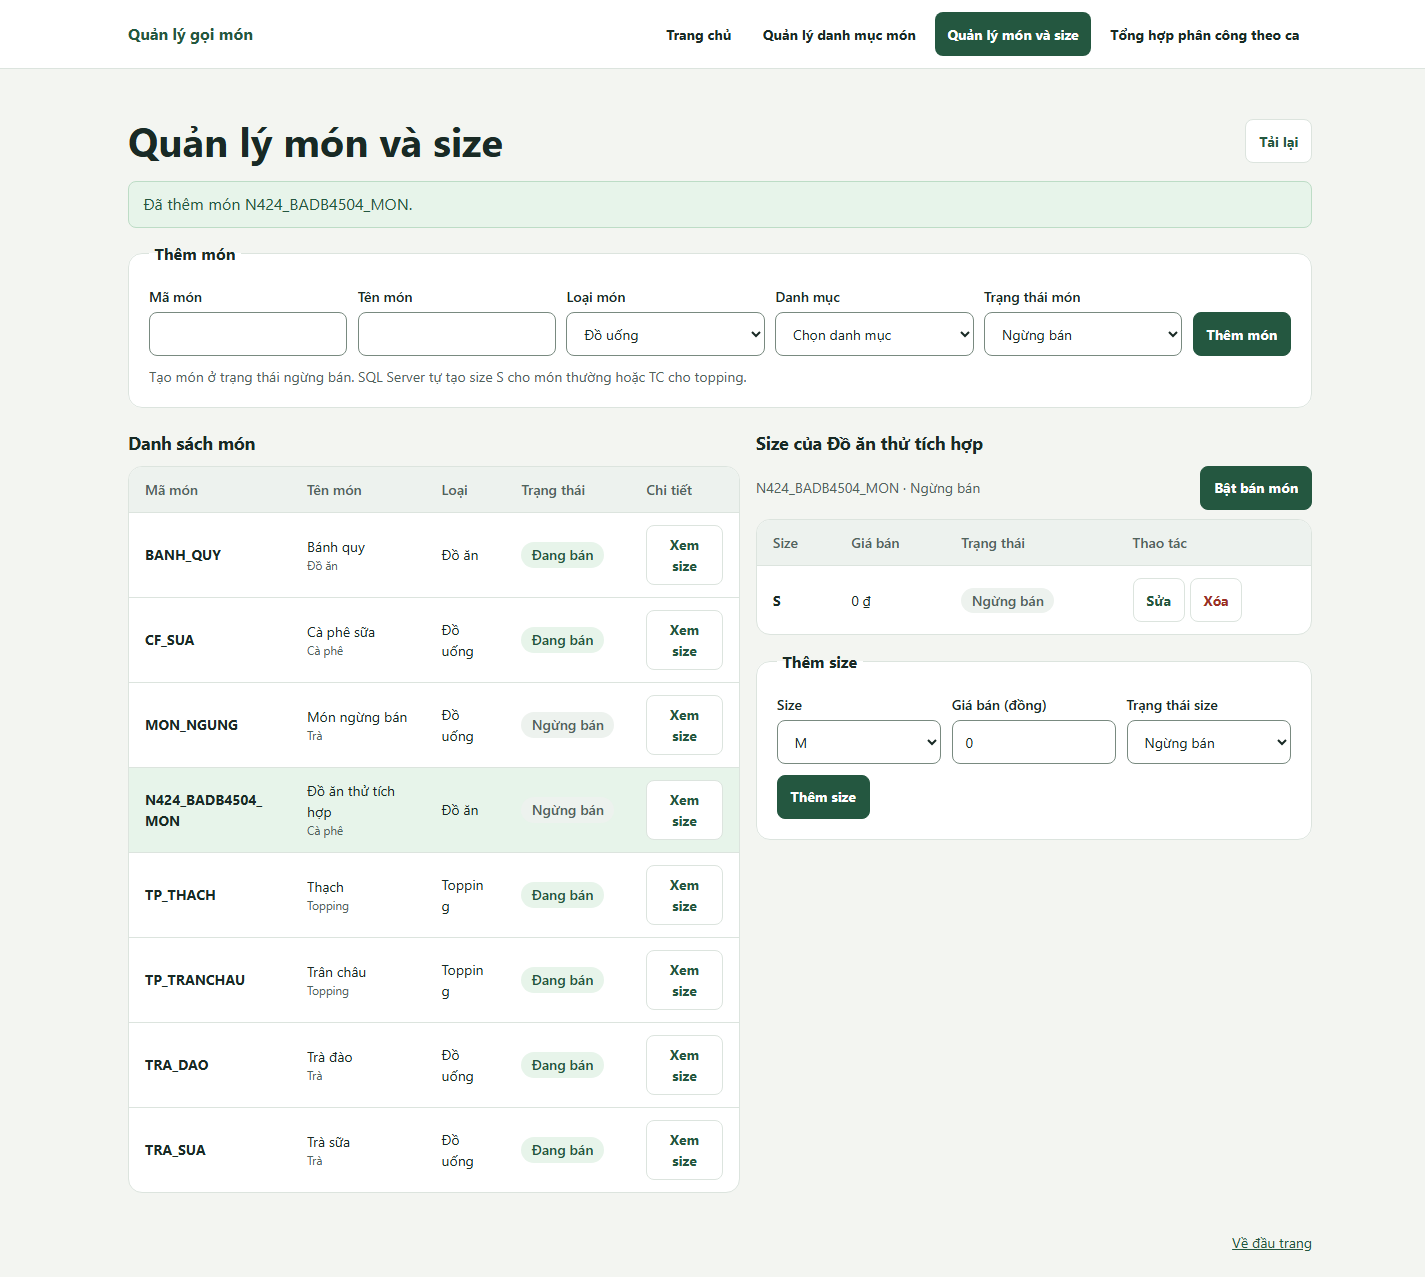 Quản lý gọi món
Trang chủ
Quản lý danh mục món
Quản lý món và size
Tổng hợp phân công theo ca
Quản lý món và size
Tải lại
Đã thêm món N424_BADB4504_MON.
Thêm món
Mã món
Tên món
Loại món
Danh mục
Trạng thái món
Đồ uống
Chọn danh mục
Ngừng bán
Thêm món
Tạo món ở trạng thái ngừng bán. SQL Server tự tạo size S cho món thường hoặc TC cho topping.
Danh sách món
Mã món
Tên món
Loại
Trạng thái
Chi tiết
BANH_QUY
Bánh quy
Đồ ăn
Đồ ăn
Đang bán
Xem
size
CF_SUA
Cà phê sữa
Cà phê
Đồ
uống
Đang bán
Xem
size
MON_NGUNG
Món ngừng bán
Trà
Đồ
uống
Ngừng bán
Xem
size
N424_BADB4504_
MON
Đồ ăn thử tích
hợp
Cà phê
Đồ ăn
Ngừng bán
Xem
size
TP_THACH
Thạch
Topping
Toppin
g
Đang bán
Xem
size
TP_TRANCHAU
Trân châu
Topping
Toppin
g
Đang bán
Xem
size
TRA_DAO
Trà đào
Trà
Đồ
uống
Đang bán
Xem
size
TRA_SUA
Trà sữa
Trà
Đồ
uống
Đang bán
Xem
size
Size của Đồ ăn thử tích hợp
N424_BADB4504_MON · Ngừng bán
Bật bán món
Size
Giá bán
Trạng thái
Thao tác
S
0 ₫
Ngừng bán
Sửa
Xóa
Thêm size
Size
Giá bán (đồng)
Trạng thái size
M
0
Ngừng bán
Thêm size
Về đầu trang